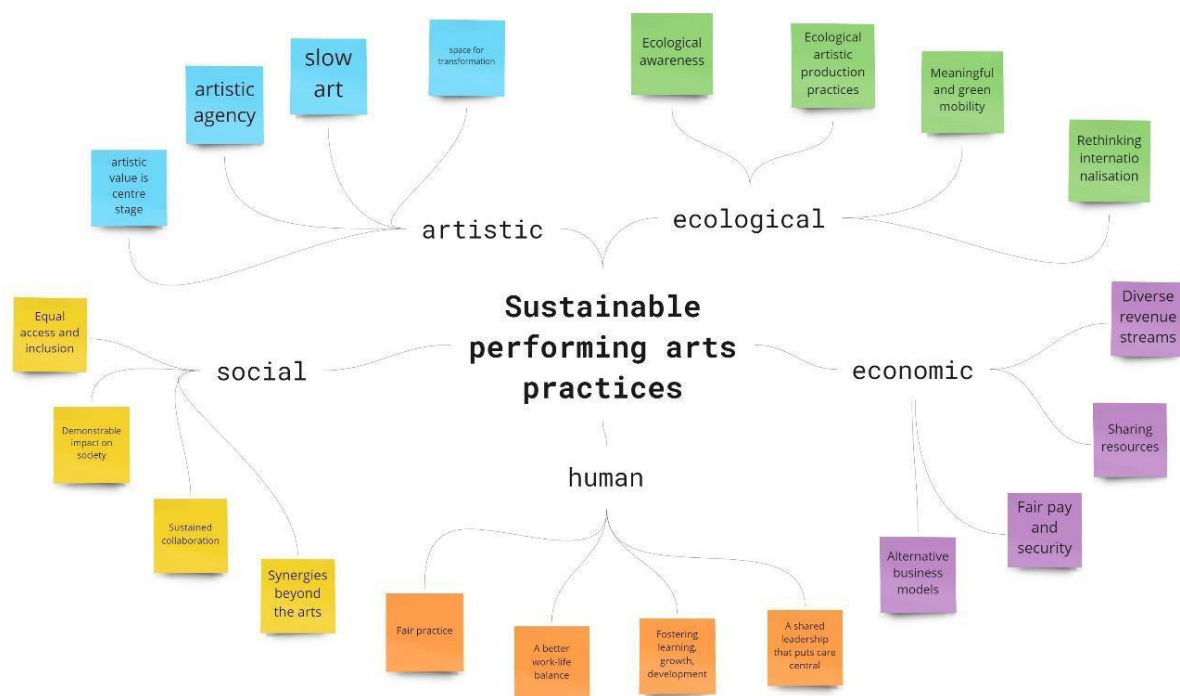 space for
transformation
slow
art
artistic
agency
artistic
value is
centre
stage
artistic
Ecological
awareness
Ecological
artistic
production
practices
Meaningful
and green
mobility
Rethinking
internatio
nalisation
ecological
Sustainable
performing arts
practices
Equal
access and
inclusion
social
Demonstrable
impact on
society
Sustained
collaboration
Synergies
beyond
the arts
human
Fair practice
A better
work-life
balance
Fostering
learning,
growth,
development
A shared
leadership
that puts care
central
economic
Diverse
revenue
streams
Sharing
resources
Fair pay
and
security
Alternative
business
models